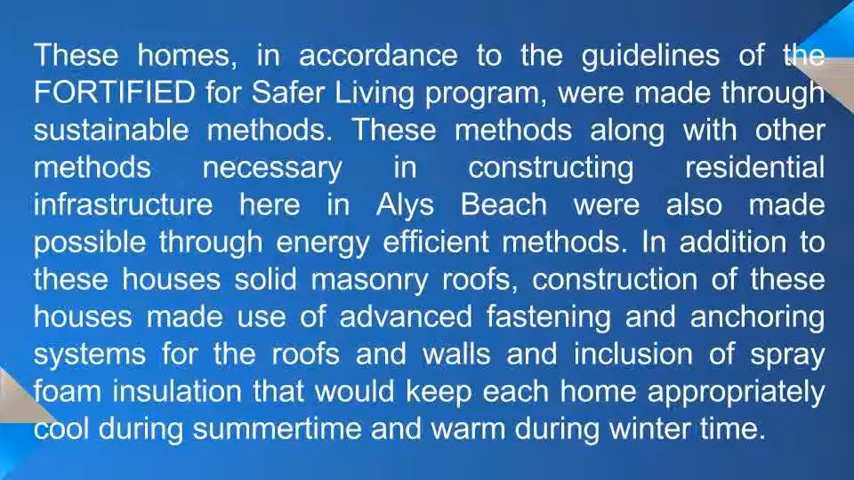 These homes, in accordance to the guidelines of the
FORTIFIED for Safer Living program, were made through
sustainable methods. These methods along with other
methods necessary in constructing residential
infrastructure here in Alys Beach were also made
possible through energy efficient methods. In addition to
these houses solid masonry roofs, construction of these
houses made use of advanced fastening and anchoring
systems for the roofs and walls and inclusion of spray
foam insulation that would keep each home appropriately
cool during summertime and warm during winter time.